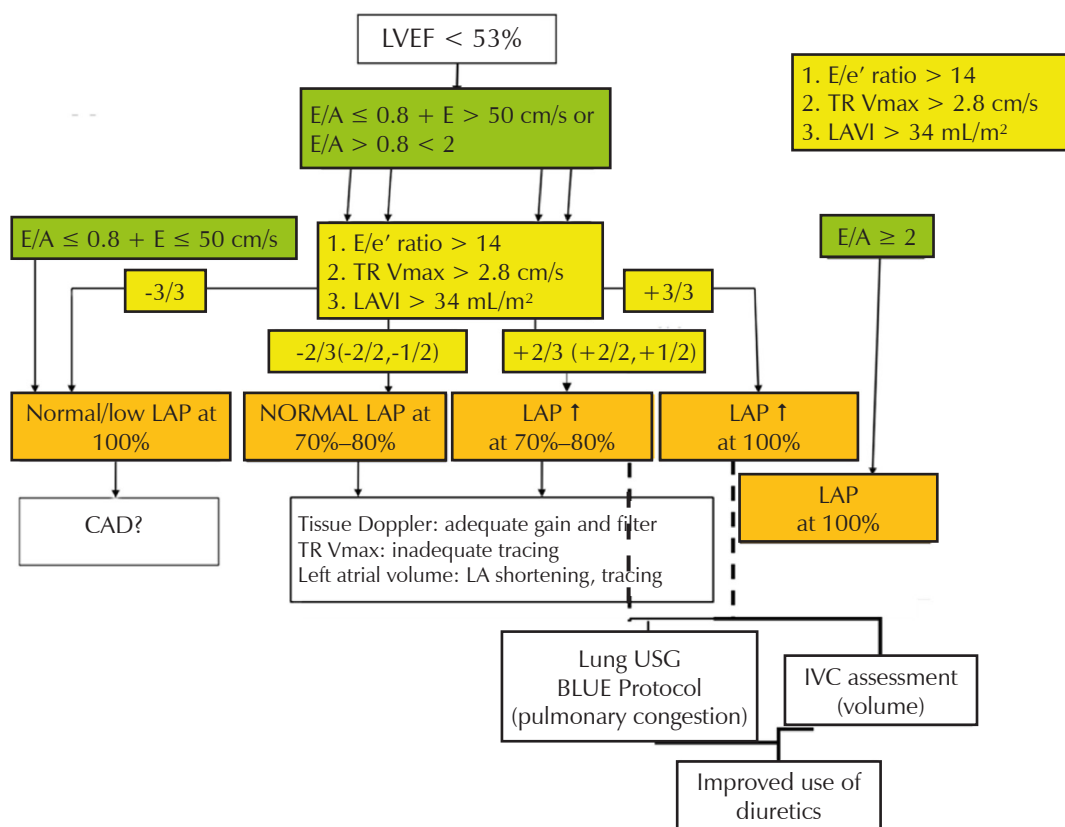 LVEF < 53%
E/A ≤ 0.8 + E > 50 cm/s or
E/A > 0.8 < 2
1. E/e’ ratio > 14
2. TR Vmax > 2.8 cm/s
3. LAVI > 34 mL/m²
E/A ≤ 0.8 + E ≤ 50 cm/s
1. E/e’ ratio > 14
2. TR Vmax > 2.8 cm/s
3. LAVI > 34 mL/m²
E/A ≥ 2
-3/3
+3/3
-2/3(-2/2,-1/2)
+2/3 (+2/2,+1/2)
Normal/low LAP at
100%
NORMAL LAP at
70%–80%
LAP ↑
at 70%–80%
LAP ↑
at 100%
LAP
at 100%
CAD?
Tissue Doppler: adequate gain and filter
TR Vmax: inadequate tracing
Left atrial volume: LA shortening, tracing
Lung USG
BLUE Protocol
(pulmonary congestion)
IVC assessment
(volume)
Improved use of
diuretics